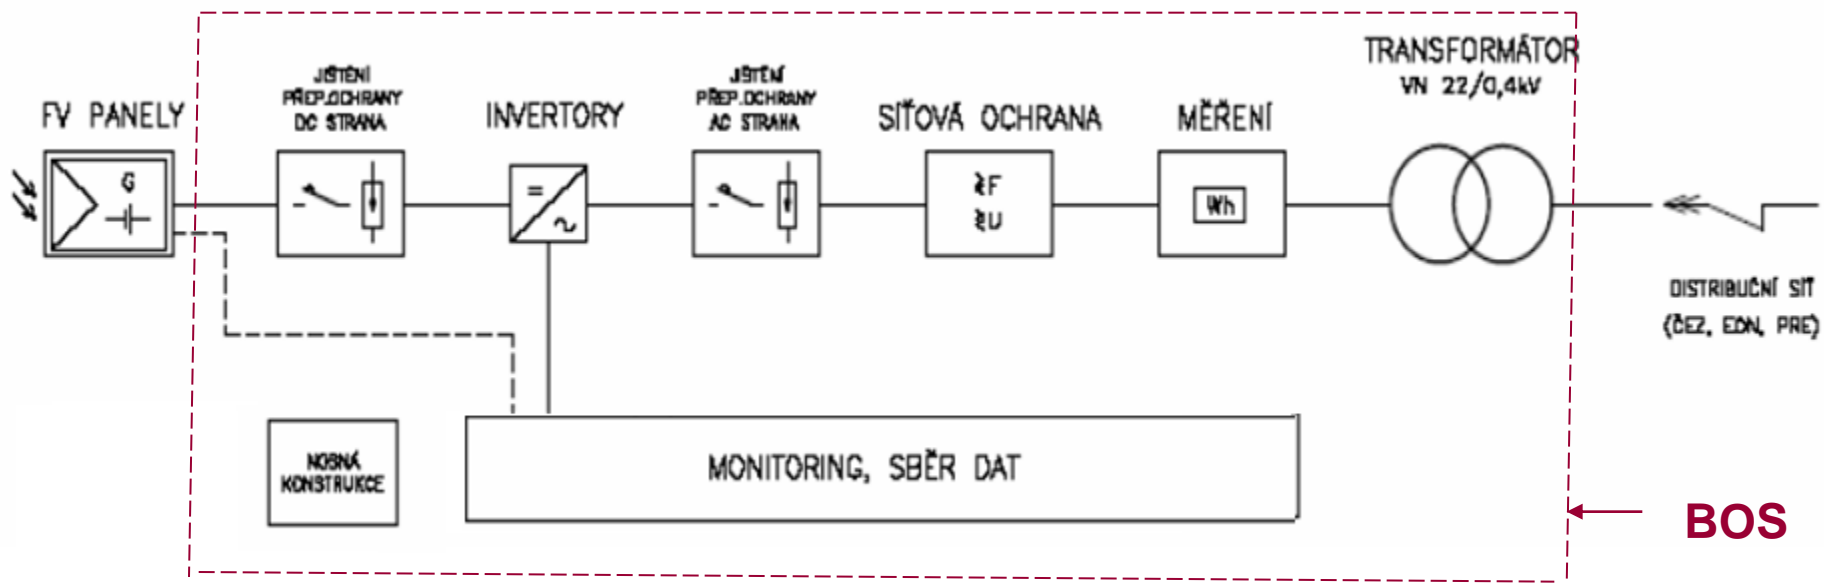 FV PANELY
JIŠTĚNÍ
PŘEP.OCHRANY
DC STRANA
INVERTORY
JIŠTĚNÍ
PŘEP.OCHRANY
AC STRANA
SÍŤOVÁ OCHRANA
MĚŘENÍ
TRANSFORMÁTOR
VN 22/0,4kV
G
=
~
F
U
Wh
DISTRIBUČNÍ SÍŤ
(ČEZ, EON, PRE)
NOSNÁ
KONSTRUKCE
MONITORING, SBĚR DAT
BOS